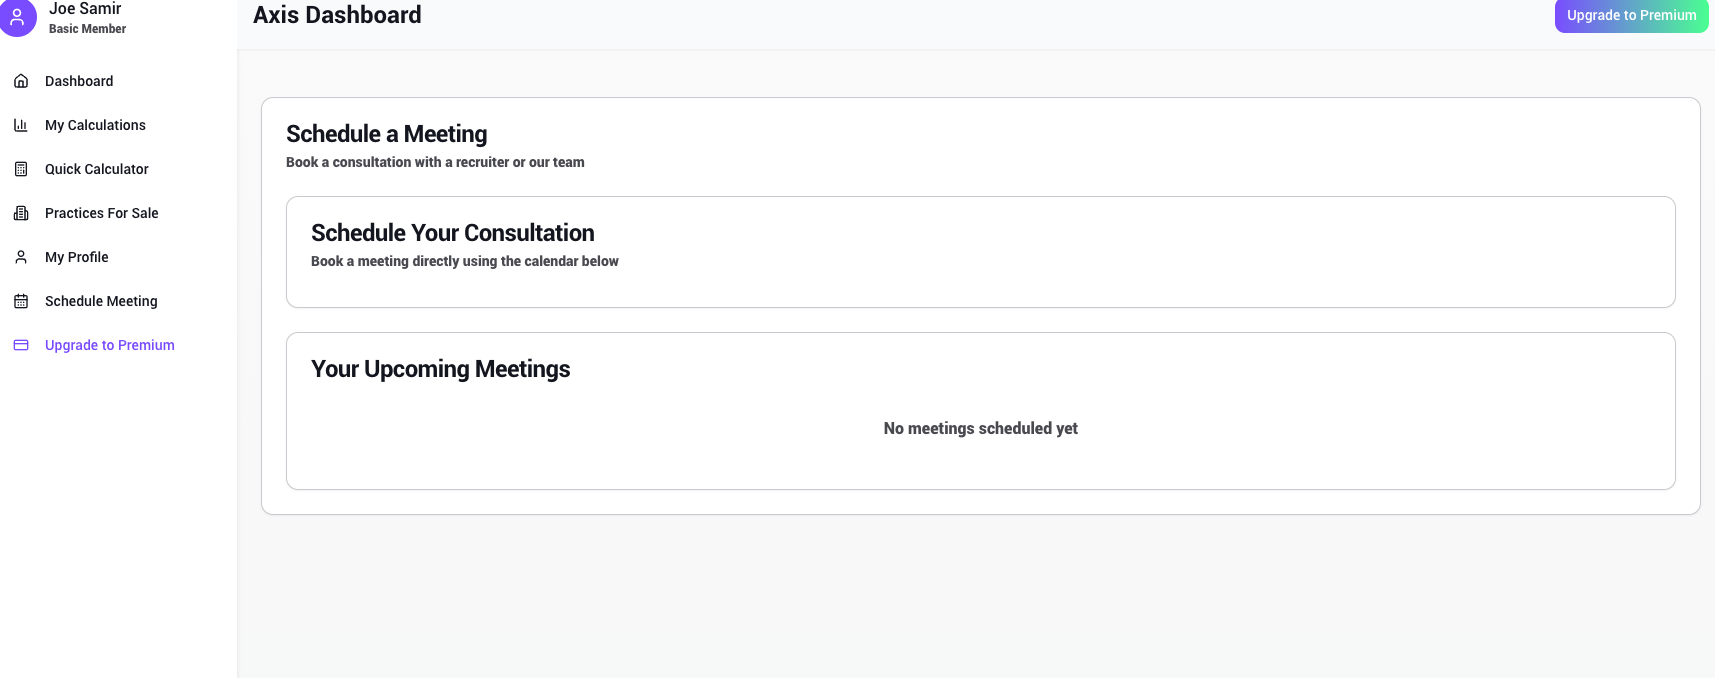 Joe Samir
Basic Member
Dashboard
My Calculations
Quick Calculator
Practices For Sale
My Profile
Schedule Meeting
Upgrade to Premium
Axis Dashboard
Upgrade to Premium
Schedule a Meeting
Book a consultation with a recruiter or our team
Schedule Your Consultation
Book a meeting directly using the calendar below
Your Upcoming Meetings
No meetings scheduled yet